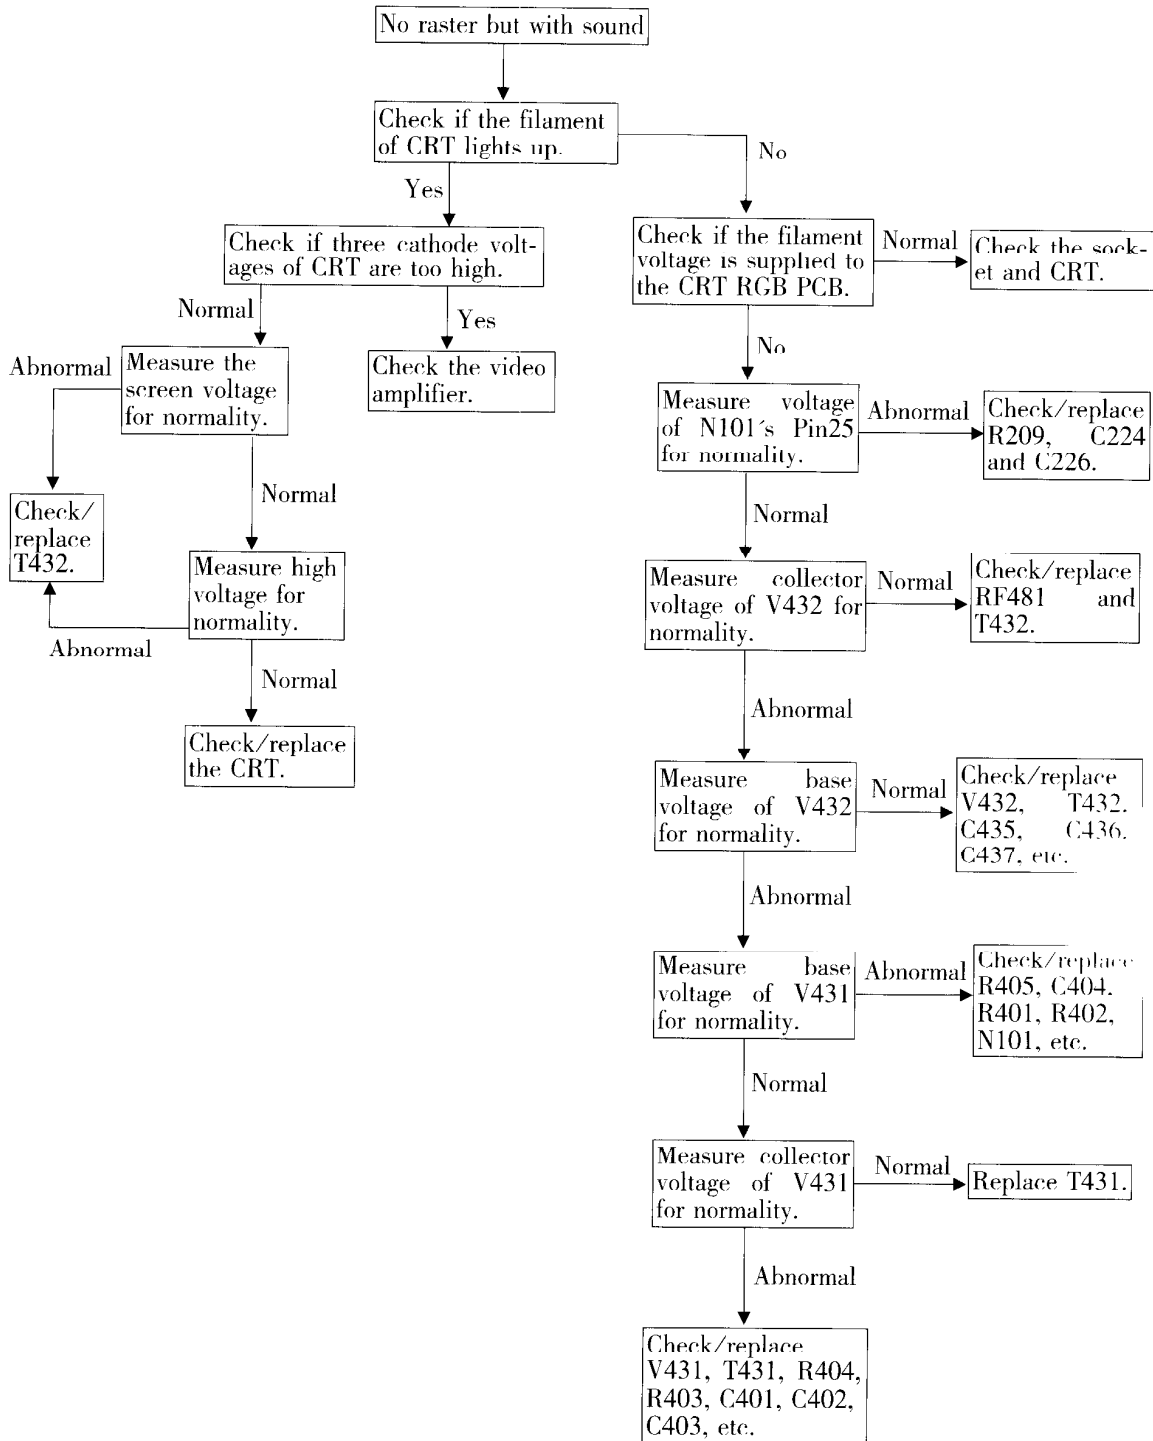 No raster but with sound
Check if the filament
of CRT lights up.
No
Yes
Check if three cathode volt-
ages of CRT are too high.
Check if the filament
voltage is supplied to
the CRT RGB PCB.
Normal
Check the sock-
et and CRT.
Normal
Yes
No
Abnormal
Measure the
screen voltage
for normality.
Check the video
amplifier.
Measure voltage
of N101's Pin25
for normality.
Abnormal
Check/replace
R209, C224
and C226.
Normal
Normal
Check/
replace
T432.
Measure high
voltage for
normality.
Abnormal
Measure collector
voltage of V432 for
normality.
Normal
Check/replace
RF481 and
T432.
Normal
Abnormal
Check/replace
the CRT.
Measure base
voltage of V432
for normality.
Normal
Check/replace
V432, T432.
C435, C436.
C437, etc.
Abnormal
Measure base
voltage of V431
for normality.
Abnormal
Check/replace
R405, C404.
R401, R402,
N101, etc.
Normal
Measure collector
voltage of V431
for normality.
Normal
Replace T431.
Abnormal
Check/replace
V431, T431, R404,
R403, C401, C402,
C403, etc.